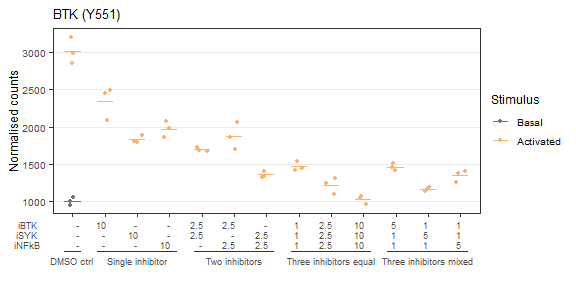 BTK (Y551)
Normalised counts
3000
2500
2000
1500
1000
Stimulus
Basal
Activated
iBTK - 10 - - 2.5 2.5 - 1 2.5 10 5 1 1
iSYK - - 10 - 2.5 - 2.5 1 2.5 10 1 5 1
iNFkB - - - 10 - 2.5 2.5 1 2.5 10 1 1 5
DMSO ctrl Single inhibitor Two inhibitors Three inhibitors equal Three inhibitors mixed